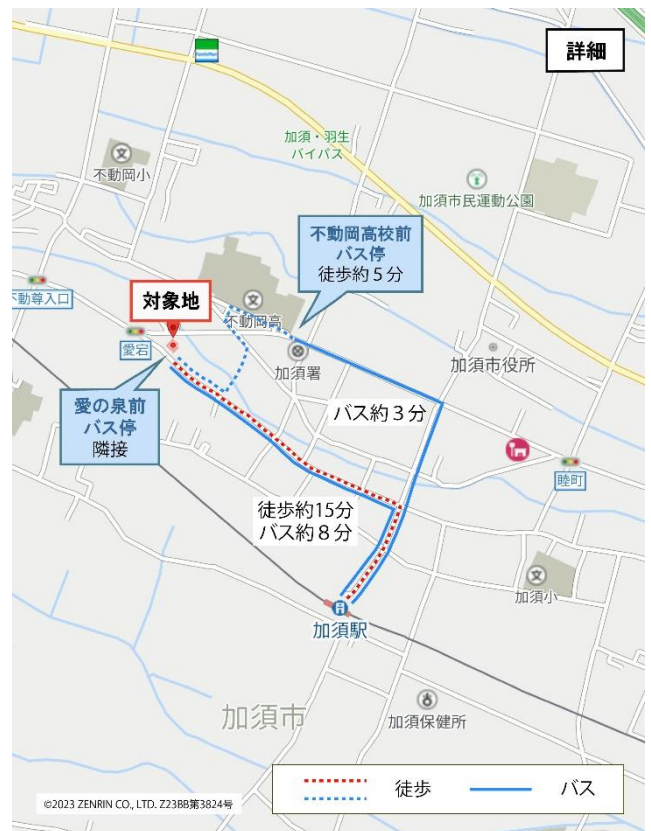 詳細
加須・羽生
バイパス
不動岡小
加須市民運動公園
不動岡高校前
バス停
徒歩約5分
対象地
不動岡高
不動尊入口
愛宕
加須署
加須市役所
愛の泉前
バス停
隣接
バス約3分
睦町
徒歩約15分
バス約8分
加須小
加須駅
加須市
加須保健所
徒歩
バス
©2023 ZENRIN CO., LTD. Z23BB第3824号